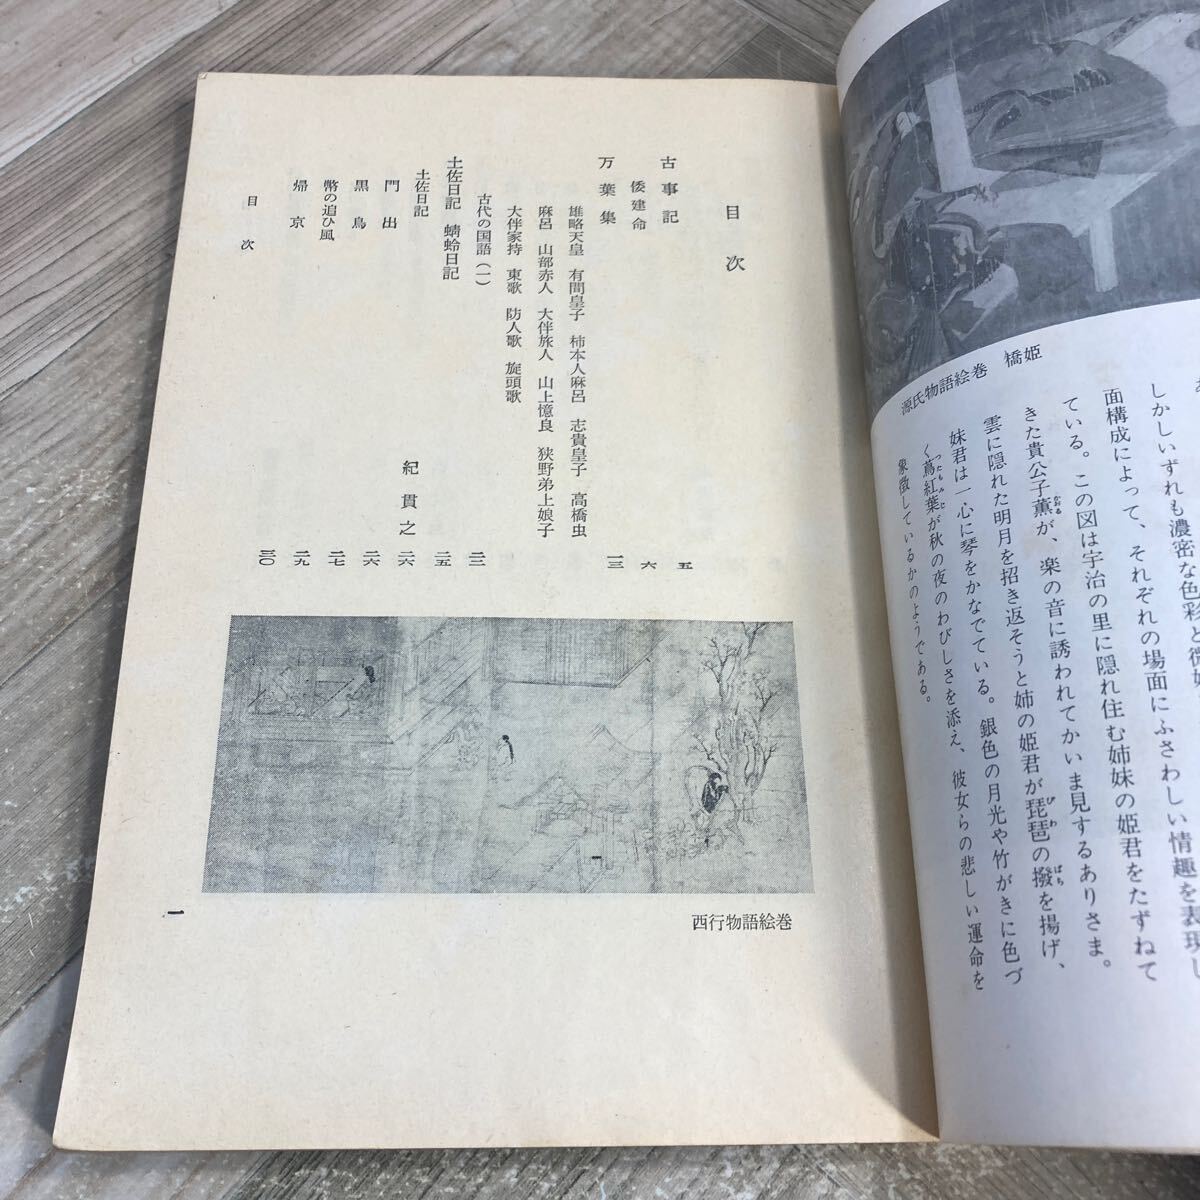 源氏物語絵巻　橋姫
しかしいずれも濃密な色彩と微
面構成によって、それぞれの場面にふさわしい情趣を表現し
ている。この図は宇治の里に隠れ住む姉妹の姫君をたずねて
きた貴公子薫が、楽の音に誘われてかいま見するありさま。
雲に隠れた明月を招き返そうと姉の姫君が琵琶の撥を揚げ、
妹君は一心に琴をかなでている。銀色の月光や竹がきに色づ
く蔦紅葉が秋の夜のわびしさを添え、彼女らの悲しい運命を
象徴しているかのようである。
目次
古事記　五
倭建命　六
万葉集　一三
雄略天皇　有間皇子　柿本人麻呂　志貴皇子　高橋虫
麻呂　山部赤人　大伴旅人　山上憶良　狭野弟上娘子
大伴家持　東歌　防人歌　旋頭歌
古代の国語(一)　二三
土佐日記　蜻蛉日記　二五
土佐日記　紀貫之　二六
門出　二六
黒鳥　二七
幣の追ひ風　二九
帰京　三〇
目次
一
西行物語絵巻